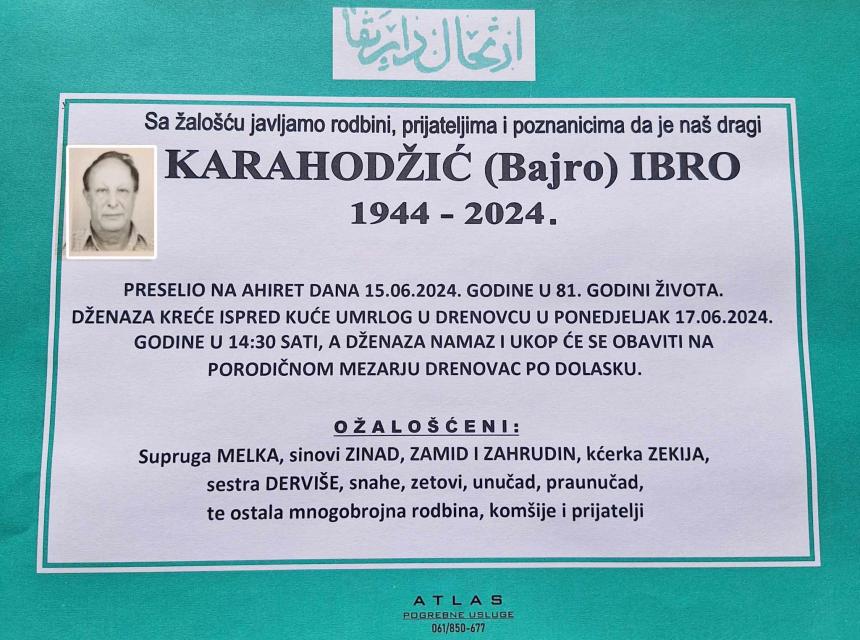 ارتحال دار بقا
Sa žalošću javljamo rodbini, prijateljima i poznanicima da je naš dragi
KARAHODŽIĆ (Bajro) IBRO
1944 - 2024.
PRESELIO NA AHIRET DANA 15.06.2024. GODINE U 81. GODINI ŽIVOTA.
DŽENAZA KREĆE ISPRED KUĆE UMRLOG U DRENOVCU U PONEDJELJAK 17.06.2024.
GODINE U 14:30 SATI, A DŽENAZA NAMAZ I UKOP ĆE SE OBAVITI NA
PORODIČNOM MEZARJU DRENOVAC PO DOLASKU.
OŽALOŠĆENI:
Supruga MELKA, sinovi ZINAD, ZAMID I ZAHRUDIN, kćerka ZEKIJA,
sestra DERVIŠE, snahe, zetovi, unučad, praunučad,
te ostala mnogobrojna rodbina, komšije i prijatelji
ATLAS
POGREBNE USLUGE
061/850-677